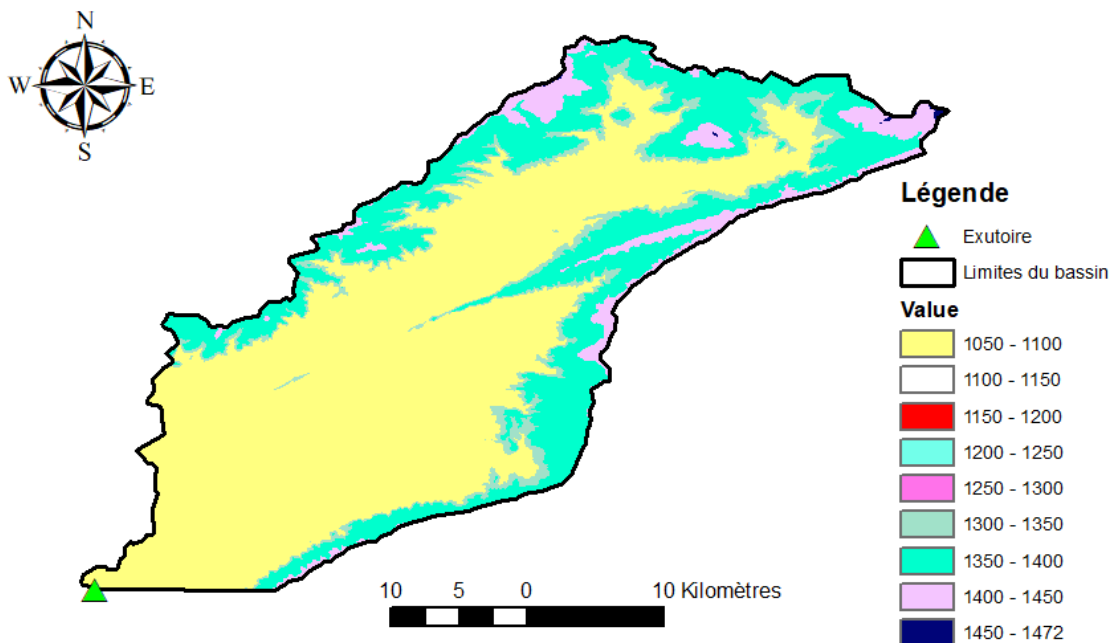 N
W E
S
Légende
Exutoire
Limites du bassin
Value
1050 - 1100
1100 - 1150
1150 - 1200
1200 - 1250
1250 - 1300
1300 - 1350
1350 - 1400
1400 - 1450
1450 - 1472
10 5 0 10 Kilomètres